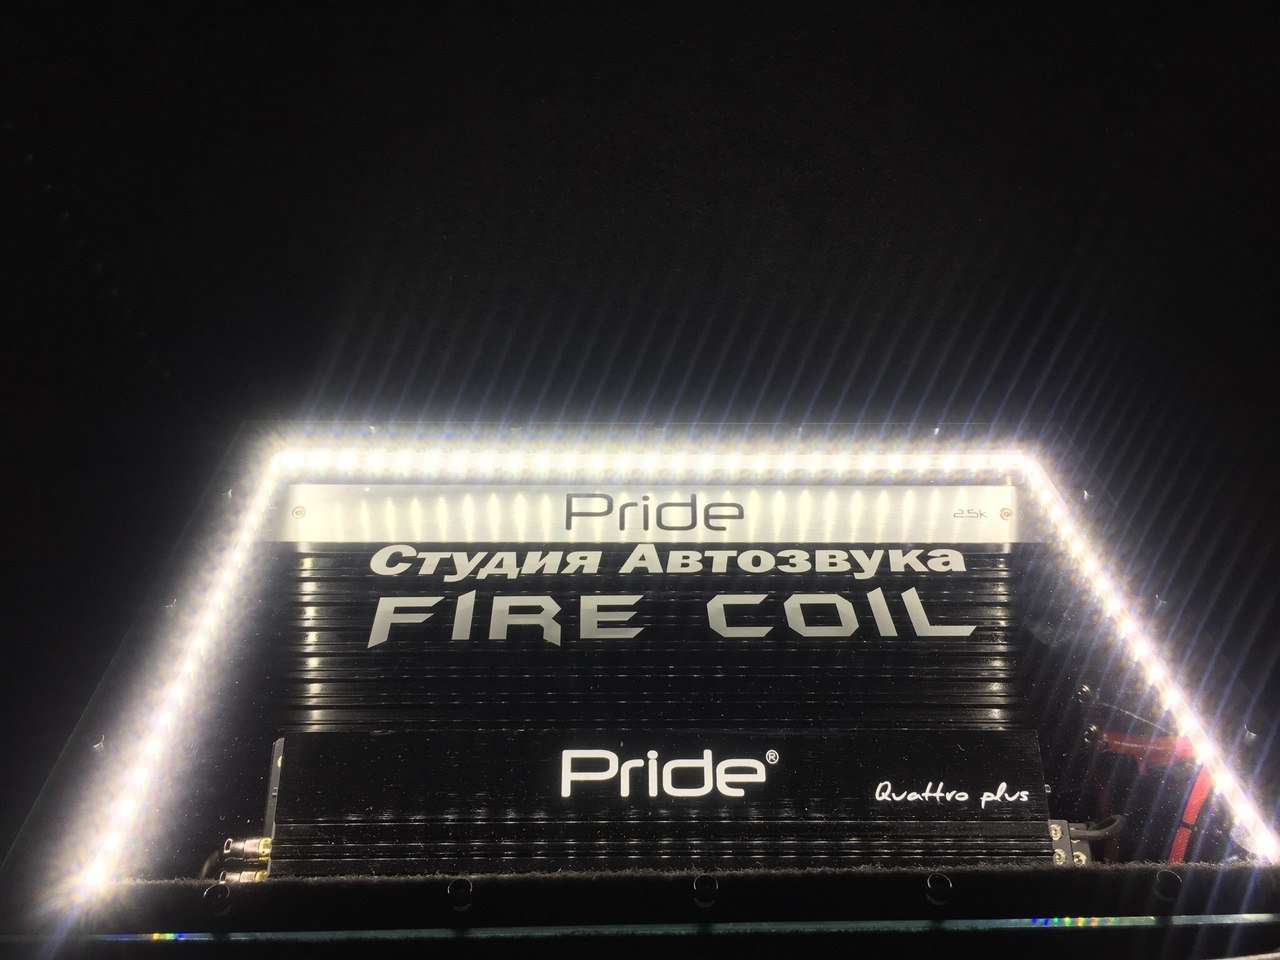 Pride 2.5k
Студия Автозвука
FIRE COIL
Pride®
Quattro plus